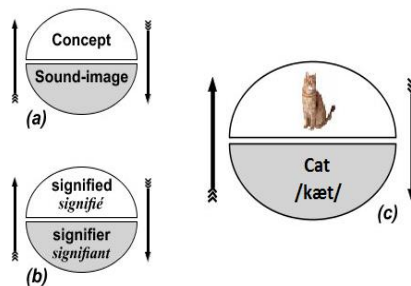 Concept
Sound-image
(a)
signified
signifié
signifier
signifiant
(b)
Cat
/kæt/
(c)